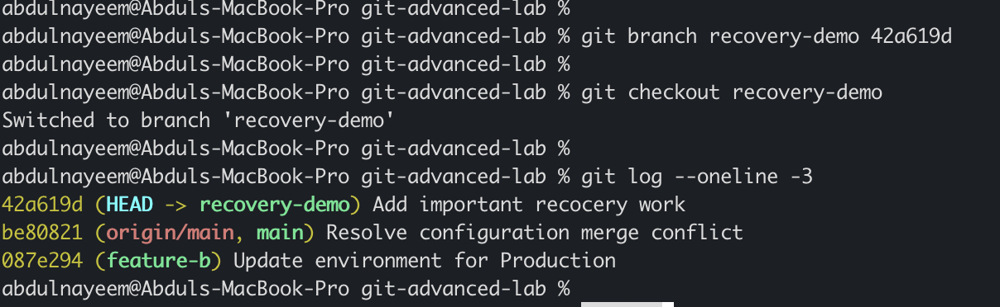 abdulnayeem@Abduls-MacBook-Pro git-advanced-lab %
abdulnayeem@Abduls-MacBook-Pro git-advanced-lab % git branch recovery-demo 42a619d
abdulnayeem@Abduls-MacBook-Pro git-advanced-lab %
abdulnayeem@Abduls-MacBook-Pro git-advanced-lab % git checkout recovery-demo
Switched to branch 'recovery-demo'
abdulnayeem@Abduls-MacBook-Pro git-advanced-lab %
abdulnayeem@Abduls-MacBook-Pro git-advanced-lab % git log --oneline -3
42a619d (HEAD -> recovery-demo) Add important recocery work
be80821 (origin/main, main) Resolve configuration merge conflict
087e294 (feature-b) Update environment for Production
abdulnayeem@Abduls-MacBook-Pro git-advanced-lab %